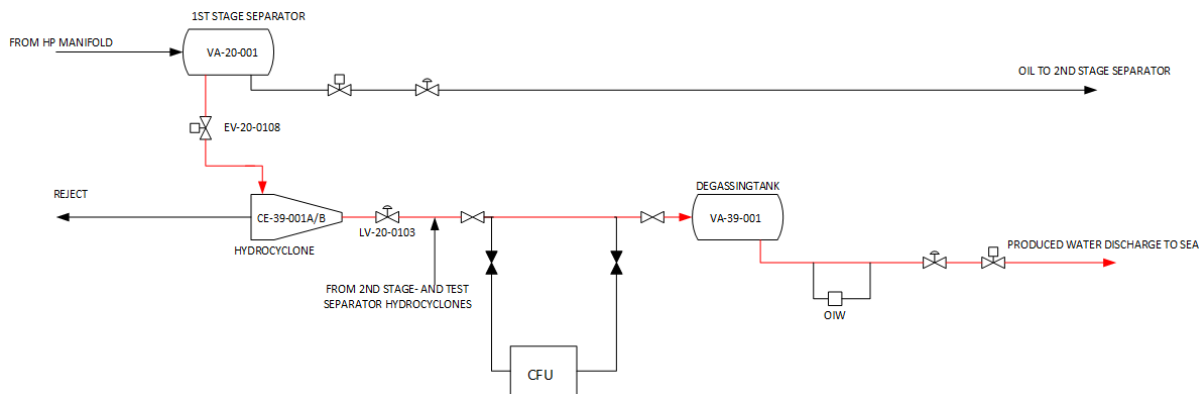 1ST STAGE SEPARATOR
FROM HP MANIFOLD
VA-20-001
OIL TO 2ND STAGE SEPARATOR
EV-20-0108
REJECT
DEGASSINGTANK
CE-39-001A/B
VA-39-001
LV-20-0103
HYDROCYCLONE
PRODUCED WATER DISCHARGE TO SEA
FROM 2ND STAGE- AND TEST
SEPARATOR HYDROCYCLONES
OIW
CFU